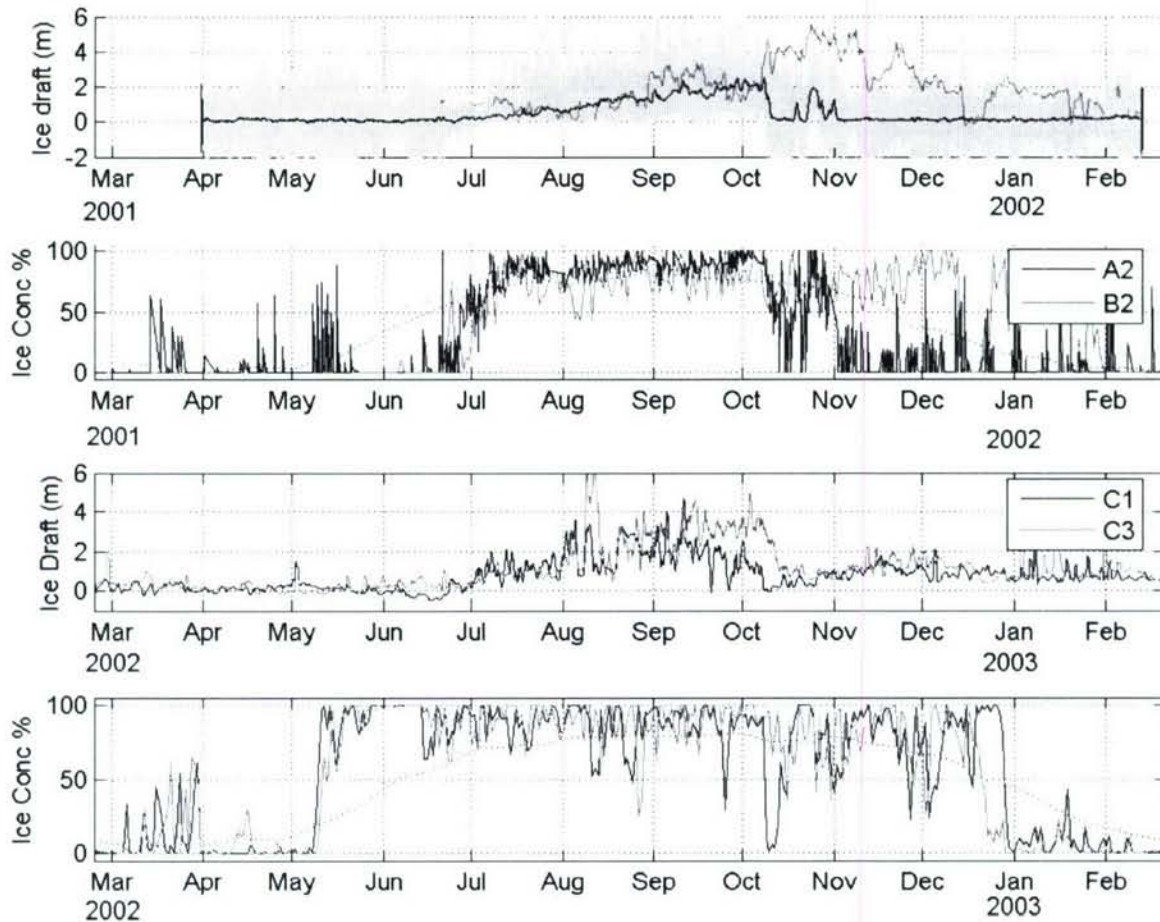 Ice draft (m)
6
4
2
0
-2
Mar Apr May Jun Jul Aug Sep Oct Nov Dec Jan Feb
2001 2002
Ice Conc %
100
50
0
A2
B2
Mar Apr May Jun Jul Aug Sep Oct Nov Dec Jan Feb
2001 2002
Ice Draft (m)
6
4
2
0
C1
C3
Mar Apr May Jun Jul Aug Sep Oct Nov Dec Jan Feb
2002 2003
Ice Conc %
100
50
0
Mar Apr May Jun Jul Aug Sep Oct Nov Dec Jan Feb
2002 2003